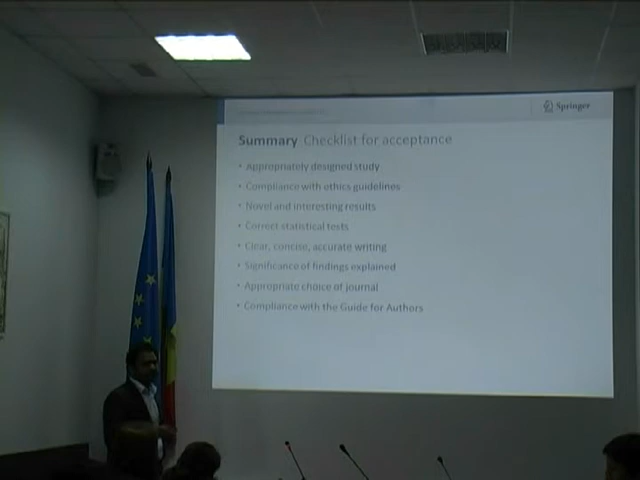 Springer
Summary Checklist for acceptance
• Appropriately designed study
• Compliance with ethics guidelines
• Novel and interesting results
• Correct statistical tests
• Clear, concise, accurate writing
• Significance of findings explained
• Appropriate choice of journal
• Compliance with the Guide for Authors